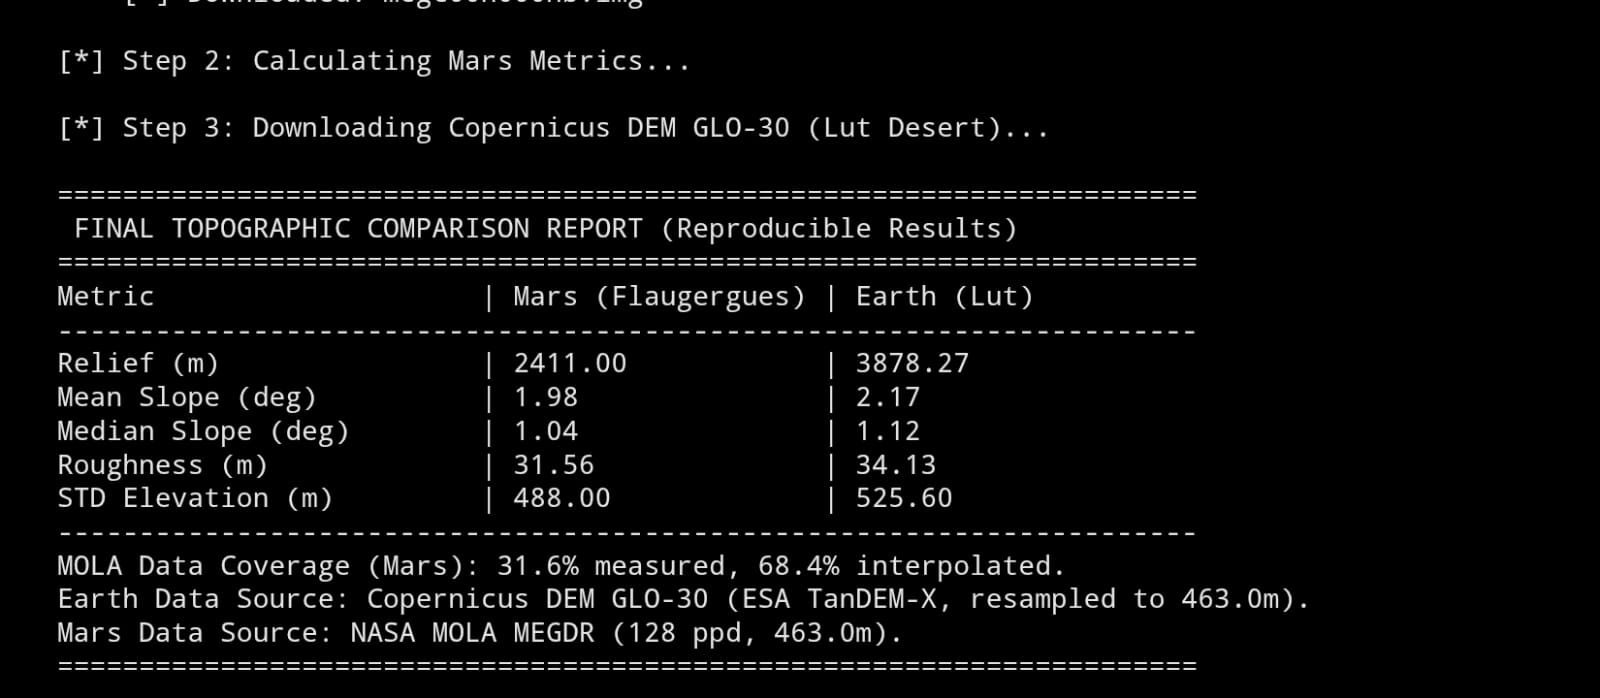 Downloaded:
[*] Step 2: Calculating Mars Metrics...
[*] Step 3: Downloading Copernicus DEM GLO-30 (Lut Desert)...
======================================================================
FINAL TOPOGRAPHIC COMPARISON REPORT (Reproducible Results)
======================================================================
Metric | Mars (Flaugergues) | Earth (Lut)
----------------------------------------------------------------------
Relief (m) | 2411.00 | 3878.27
Mean Slope (deg) | 1.98 | 2.17
Median Slope (deg) | 1.04 | 1.12
Roughness (m) | 31.56 | 34.13
STD Elevation (m) | 488.00 | 525.60
----------------------------------------------------------------------
MOLA Data Coverage (Mars): 31.6% measured, 68.4% interpolated.
Earth Data Source: Copernicus DEM GLO-30 (ESA TanDEM-X, resampled to 463.0m).
Mars Data Source: NASA MOLA MEGDR (128 ppd, 463.0m).
======================================================================